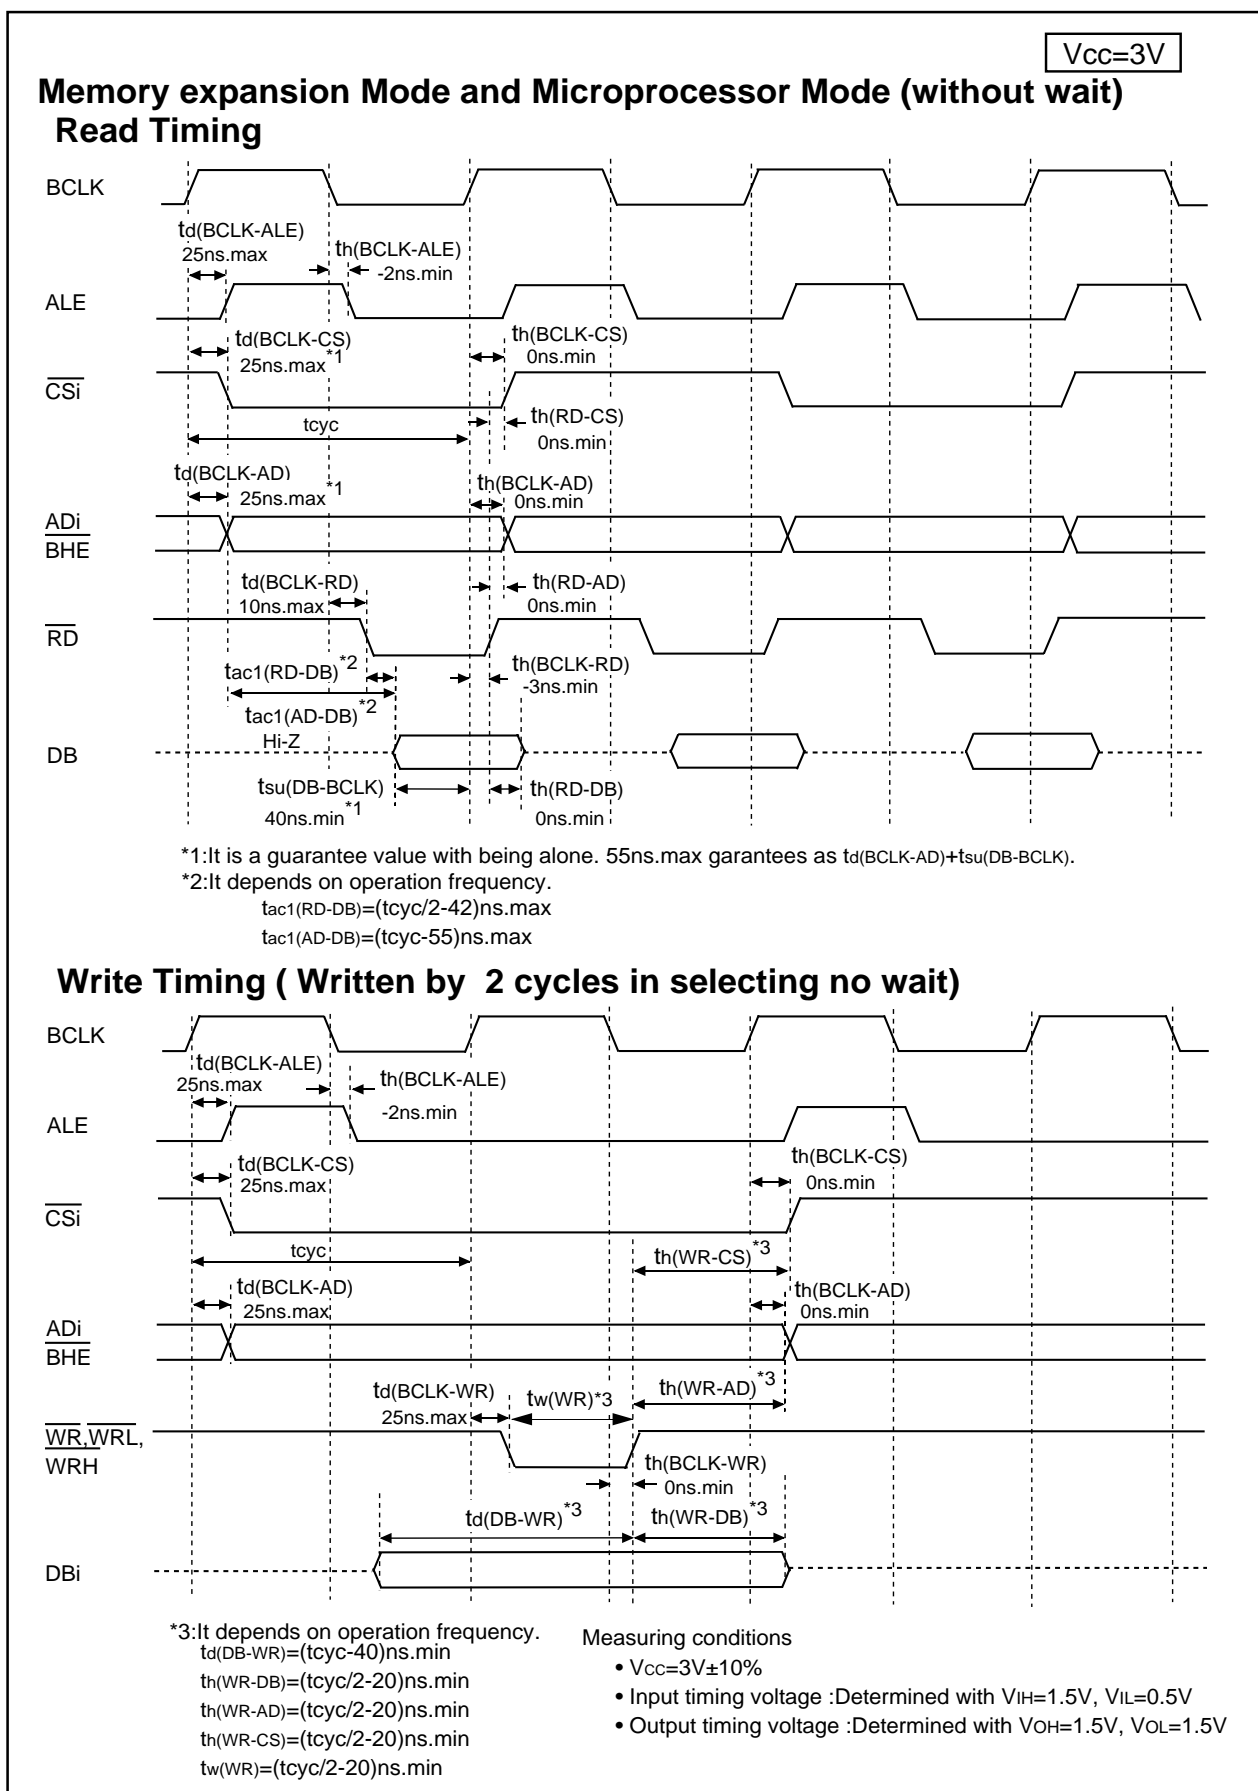 Vcc=3V
Memory expansion Mode and Microprocessor Mode (without wait)
Read Timing
BCLK
td(BCLK-ALE)
25ns.max
th(BCLK-ALE)
-2ns.min
ALE
td(BCLK-CS)
25ns.max*1
th(BCLK-CS)
0ns.min
CSi
tcyc
th(RD-CS)
0ns.min
td(BCLK-AD)
25ns.max*1
th(BCLK-AD)
0ns.min
ADi
BHE
td(BCLK-RD)
10ns.max
th(RD-AD)
0ns.min
RD
tac1(RD-DB)*2
th(BCLK-RD)
-3ns.min
tac1(AD-DB)*2
Hi-Z
DB
tsu(DB-BCLK)
40ns.min*1
th(RD-DB)
0ns.min
*1:It is a guarantee value with being alone. 55ns.max garantees as td(BCLK-AD)+tsu(DB-BCLK).
*2:It depends on operation frequency.
tac1(RD-DB)=(tcyc/2-42)ns.max
tac1(AD-DB)=(tcyc-55)ns.max
Write Timing ( Written by 2 cycles in selecting no wait)
BCLK
td(BCLK-ALE)
25ns.max
th(BCLK-ALE)
-2ns.min
ALE
td(BCLK-CS)
25ns.max
th(BCLK-CS)
0ns.min
CSi
tcyc
th(WR-CS)*3
td(BCLK-AD)
25ns.max
th(BCLK-AD)
0ns.min
ADi
BHE
td(BCLK-WR)
25ns.max
tw(WR)*3
th(WR-AD)*3
WR,WRL,
WRH
th(BCLK-WR)
0ns.min
td(DB-WR)*3
th(WR-DB)*3
DBi
*3:It depends on operation frequency.
td(DB-WR)=(tcyc-40)ns.min
th(WR-DB)=(tcyc/2-20)ns.min
th(WR-AD)=(tcyc/2-20)ns.min
th(WR-CS)=(tcyc/2-20)ns.min
tw(WR)=(tcyc/2-20)ns.min
Measuring conditions
• VCC=3V±10%
• Input timing voltage :Determined with VIH=1.5V, VIL=0.5V
• Output timing voltage :Determined with VOH=1.5V, VOL=1.5V